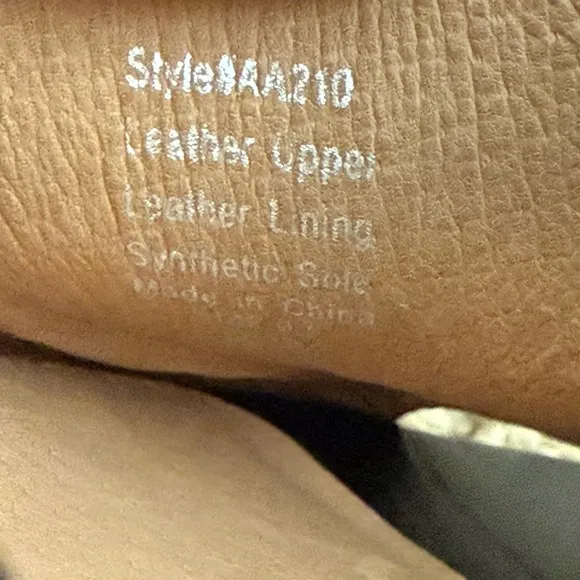 Style#AA210
Leather Upper
Leather Lining
Synthetic Sole
Made in China